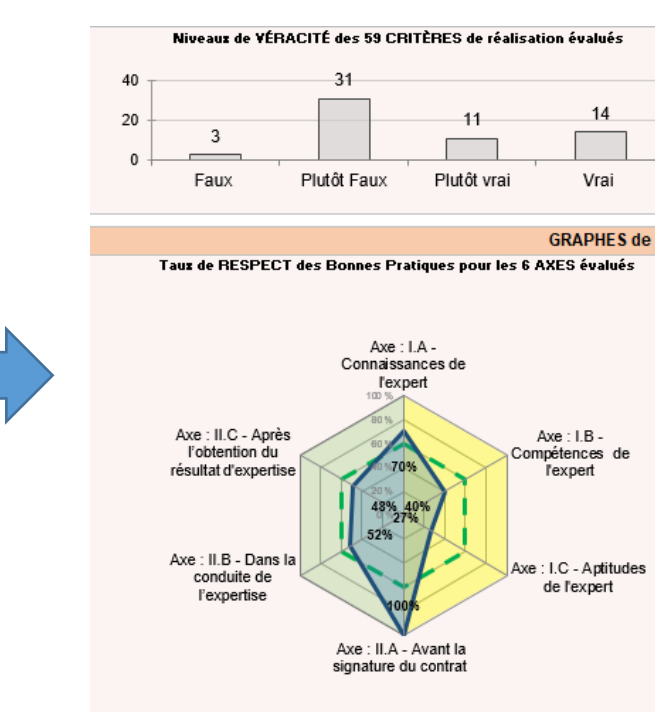 Niveaux de VÉRACITÉ des 59 CRITÈRES de réalisation évalués
40
31
20
11
14
3
0
Faux
Plutôt Faux
Plutôt vrai
Vrai
GRAPHES de
Taux de RESPECT des Bonnes Pratiques pour les 6 AXES évalués
Axe : I.A -
Connaissances de
l'expert
100 %
80 %
60 %
70%
20 %
48%
40%
27%
52%
100%
Axe : I.B -
Compétences de
l'expert
Axe : I.C - Aptitudes
de l'expert
Axe : II.A - Avant la
signature du contrat
Axe : II.B - Dans la
conduite de
l'expertise
Axe : II.C - Après
l'obtention du
résultat d'expertise